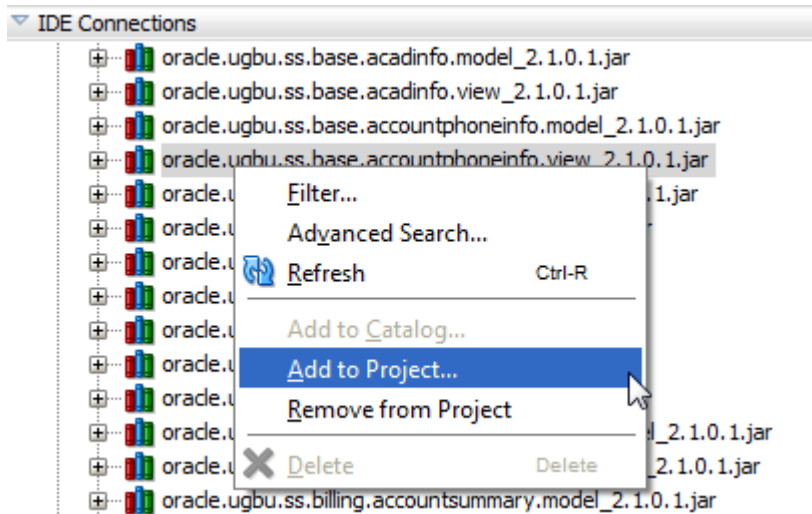 IDE Connections
oracle.ugbu.ss.base.acadinfo.model_2.1.0.1.jar
oracle.ugbu.ss.base.acadinfo.view_2.1.0.1.jar
oracle.ugbu.ss.base.accountphoneinfo.model_2.1.0.1.jar
oracle.ugbu.ss.base.accountphoneinfo.view_2.1.0.1.jar
oracle.u .1.jar
Filter...
Advanced Search...
Refresh Ctrl-R
Add to Catalog...
Add to Project...
Remove from Project
Delete Delete
oracle.u
oracle.u
oracle.u
oracle.u
oracle.u
oracle.u
oracle.u l_2.1.0.1.jar
oracle.u _2.1.0.1.jar
oracle.ugbu.ss.billing.accountsummary.model_2.1.0.1.jar